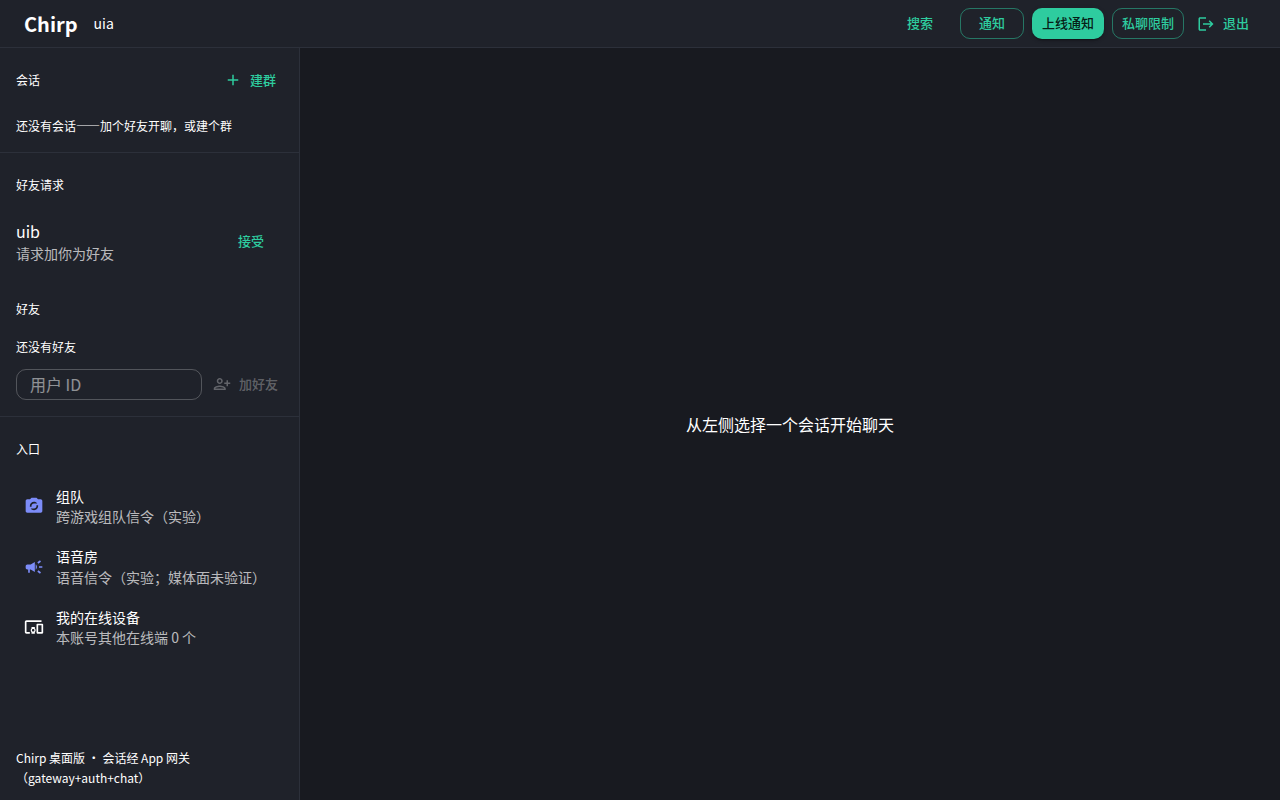 Chirp uia 搜索 通知 上线通知 私聊限制 退出
会话 建群
还没有会话——加个好友开聊，或建个群
好友请求
uib
请求加你为好友
接受
好友
还没有好友
用户 ID 加好友
入口
组队
跨游戏组队信令（实验）
语音房
语音信令（实验；媒体面未验证）
我的在线设备
本账号其他在线端 0 个
从左侧选择一个会话开始聊天
Chirp 桌面版 · 会话经 App 网关
（gateway+auth+chat）